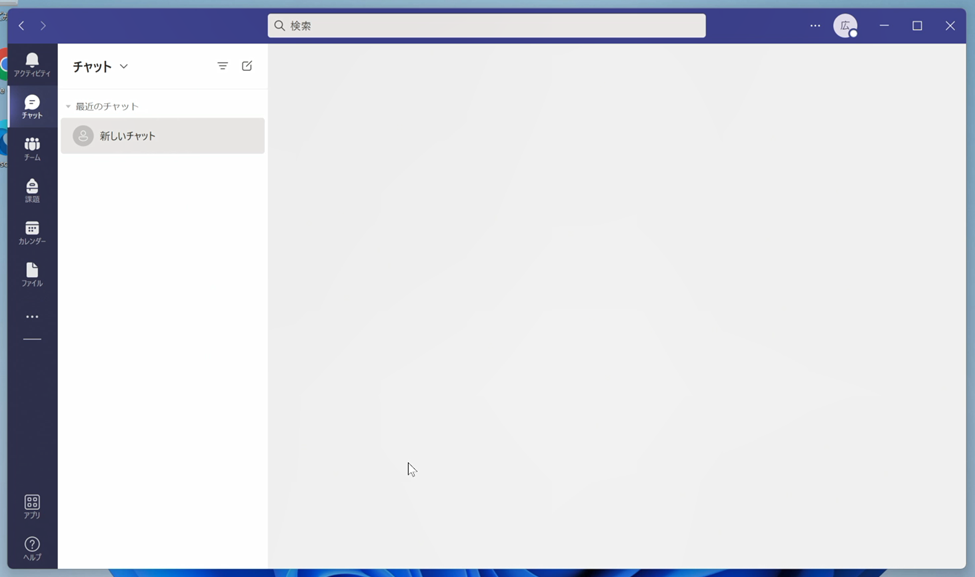 検索
広
アクティビティ
チャット
チーム
課題
カレンダー
ファイル
アプリ
ヘルプ
チャット
最近のチャット
新しいチャット